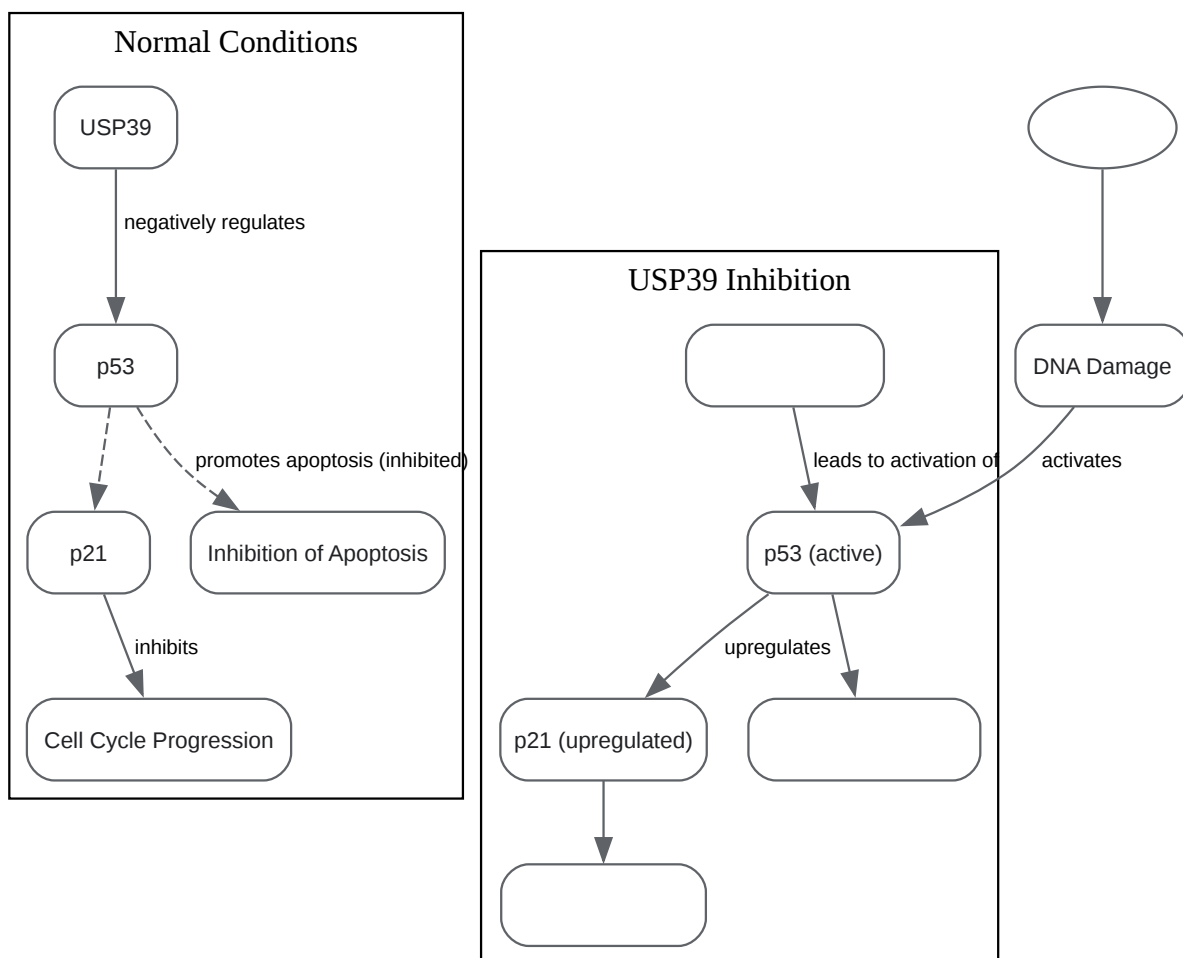 Normal Conditions
USP39
negatively regulates
p53
promotes apoptosis (inhibited)
p21
Inhibition of Apoptosis
inhibits
Cell Cycle Progression
USP39 Inhibition
DNA Damage
leads to activation of
activates
p53 (active)
upregulates
p21 (upregulated)